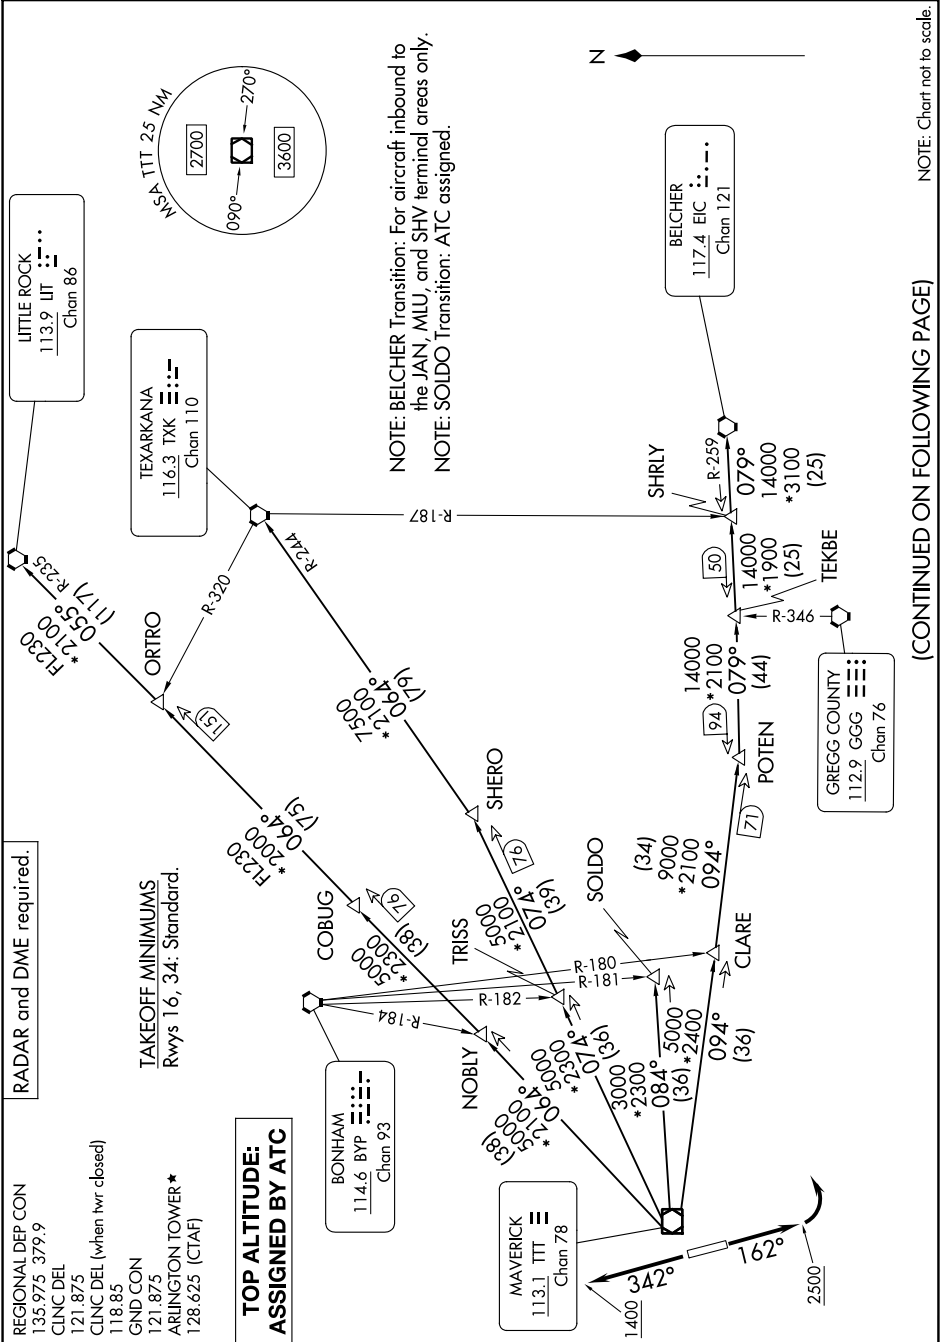 REGIONAL DEP CON
135.975 379.9
CLNC DEL
121.875
CLNC DEL (when twr closed)
118.85
GND CON
121.875
ARLINGTON TOWER★
128.625 (CTAF)
RADAR and DME required.
TAKEOFF MINIMUMS
Rwys 16, 34: Standard.
TOP ALTITUDE:
ASSIGNED BY ATC
LITTLE ROCK
113.9 LIT
Chan 86
MSA TTT 25 NM
2700
090°
270°
3600
TEXARKANA
116.3 TXK
Chan 110
NOTE: BELCHER Transition: For aircraft inbound to
the JAN, MLU, and SHV terminal areas only.
NOTE: SOLDO Transition: ATC assigned.
N
BONHAM
114.6 BYP
Chan 93
MAVERICK
113.1 TTT
Chan 78
BELCHER
117.4 EIC
Chan 121
GREGG COUNTY
112.9 GGG
Chan 76
R-235
FL230
*2100
055°
(117)
ORTRO
151
R-320
FL230
*2000
064°
(75)
COBUG
76
5000
*2300
(38)
NOBLY
R-184
(38)
5000
*2100
064°
R-244
7500
*2100
064°
(79)
SHERO
76
5000
*2100
074°
(39)
TRISS
R-182
5000
*2300
074°
(36)
SOLDO
R-181
3000
*2300
084°
(36)
CLARE
R-180
5000
*2400
094°
(36)
(34)
9000
*2100
094°
71
POTEN
94
14000
*2100
079°
(44)
TEKBE
R-346
50
14000
*1900
(25)
SHRLY
R-187
R-259
079°
14000
*3100
(25)
342°
1400
162°
2500
(CONTINUED ON FOLLOWING PAGE)
NOTE: Chart not to scale.